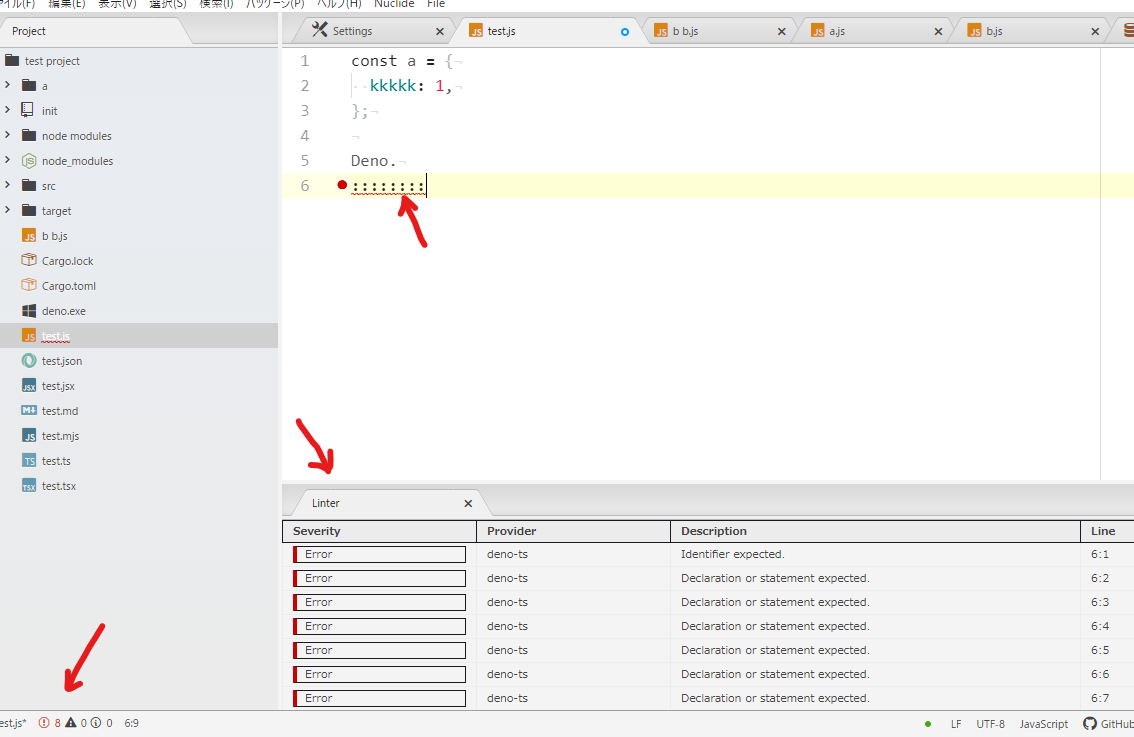 ァイル(F) 編集(E) 表示(V) 選択(S) 検索(I) パッケージ(P) ヘルプ(H) Nuclide File
Project
Settings
test.js
b b.js
a.js
b.js
test project
a
init
node modules
node_modules
src
target
b b.js
Cargo.lock
Cargo.toml
deno.exe
test.js
test.json
test.jsx
test.md
test.mjs
test.ts
test.tsx
1 const a = {¬
2 ··kkkkk: 1,¬
3 };¬
4 ¬
5 Deno.¬
6 ::::::::
Linter
Severity Provider Description Line
Error deno-ts Identifier expected. 6:1
Error deno-ts Declaration or statement expected. 6:2
Error deno-ts Declaration or statement expected. 6:3
Error deno-ts Declaration or statement expected. 6:4
Error deno-ts Declaration or statement expected. 6:5
Error deno-ts Declaration or statement expected. 6:6
Error deno-ts Declaration or statement expected. 6:7
est.js* 8 0 0 6:9 LF UTF-8 JavaScript GitHub